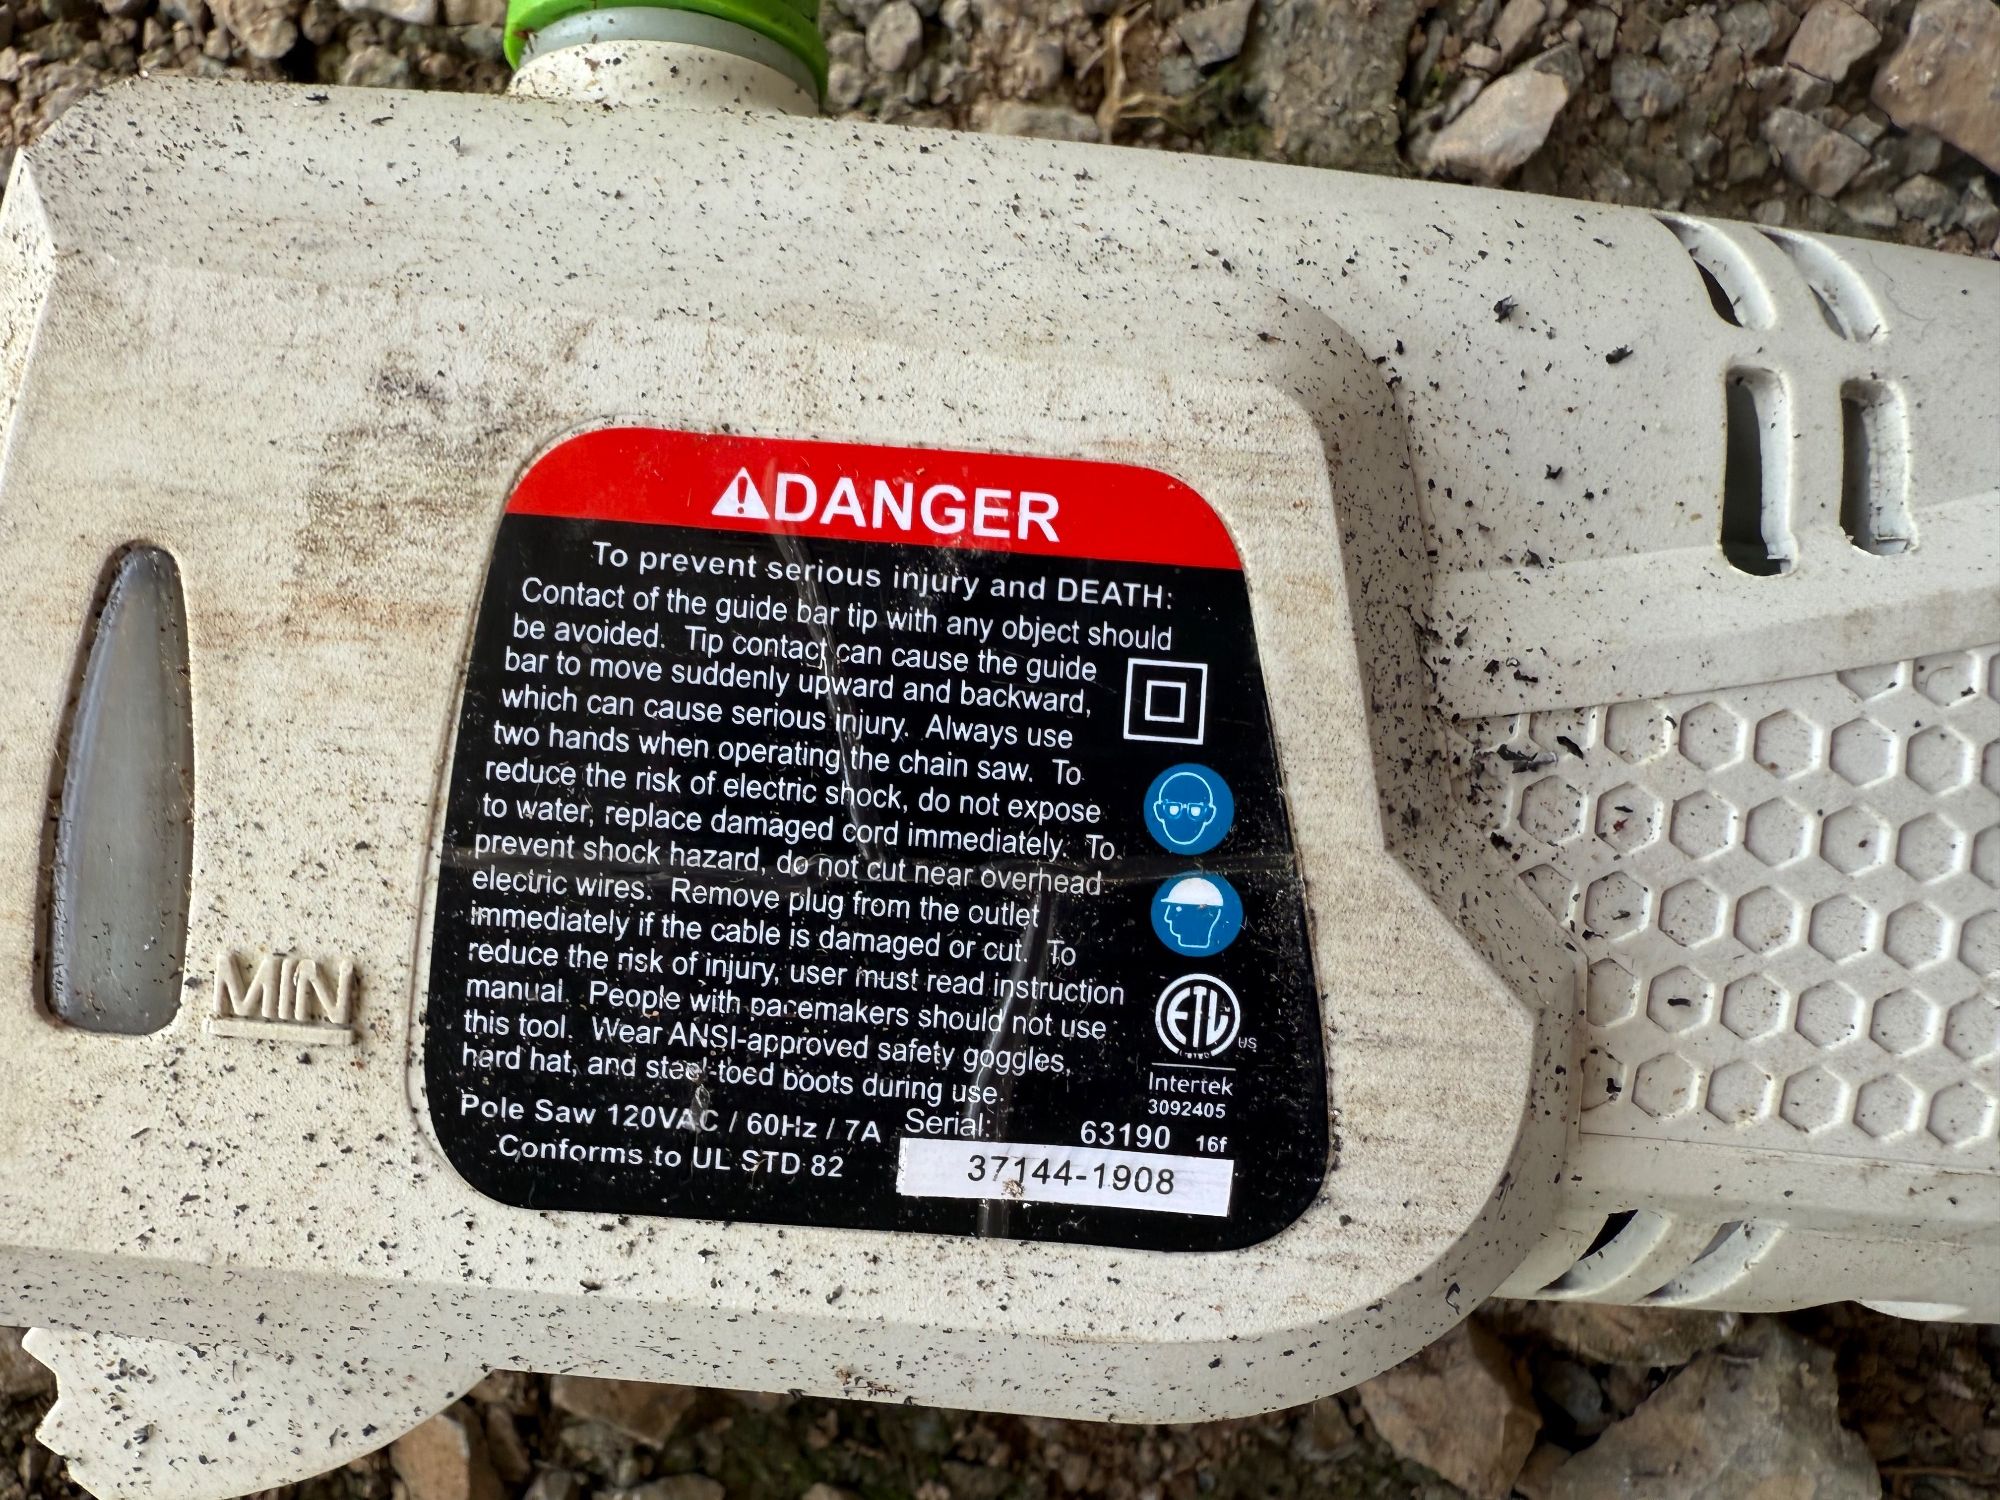 DANGER
To prevent serious injury and DEATH:
Contact of the guide bar tip with any object should
be avoided. Tip contact can cause the guide
bar to move suddenly upward and backward,
which can cause serious injury. Always use
two hands when operating the chain saw. To
reduce the risk of electric shock, do not expose
to water, replace damaged cord immediately. To
prevent shock hazard, do not cut near overhead
electric wires. Remove plug from the outlet
immediately if the cable is damaged or cut. To
reduce the risk of injury, user must read instruction
manual. People with pacemakers should not use
this tool. Wear ANSI-approved safety goggles,
hard hat, and steel-toed boots during use.
Pole Saw 120VAC / 60Hz / 7A
Conforms to UL STD 82
Serial:
63190 16f
37144-1908
ETL
US
Intertek
3092405
MIN